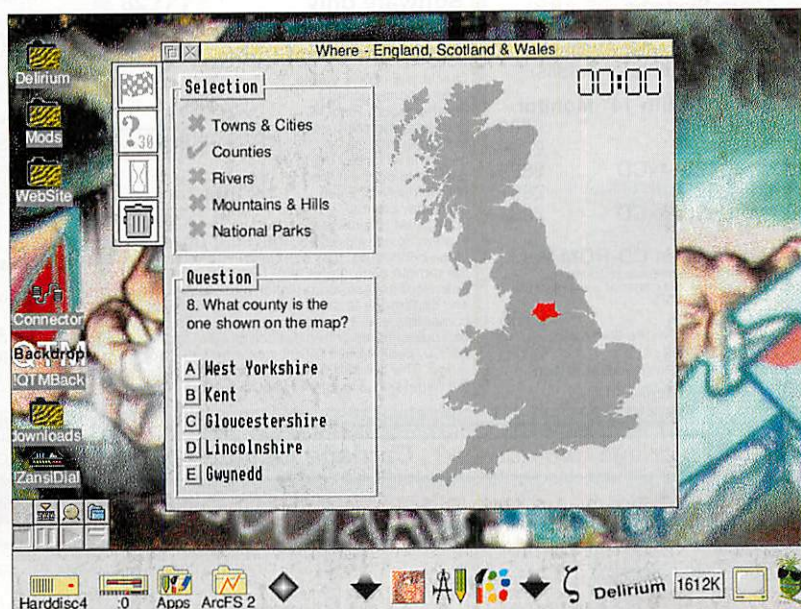 Where - England, Scotland & Wales
Delirium
Mods
WebSite
Connector
Backdrop
QTM
!QTMBack
downloads
!ZansiDial
?30
Selection
Towns & Cities
Counties
Rivers
Mountains & Hills
National Parks
00:00
Question
8. What county is the
one shown on the map?
A West Yorkshire
B Kent
C Gloucestershire
D Lincolnshire
E Gwynedd
Harddisc4
:0
Apps
ArcFS 2
Delirium
1612K